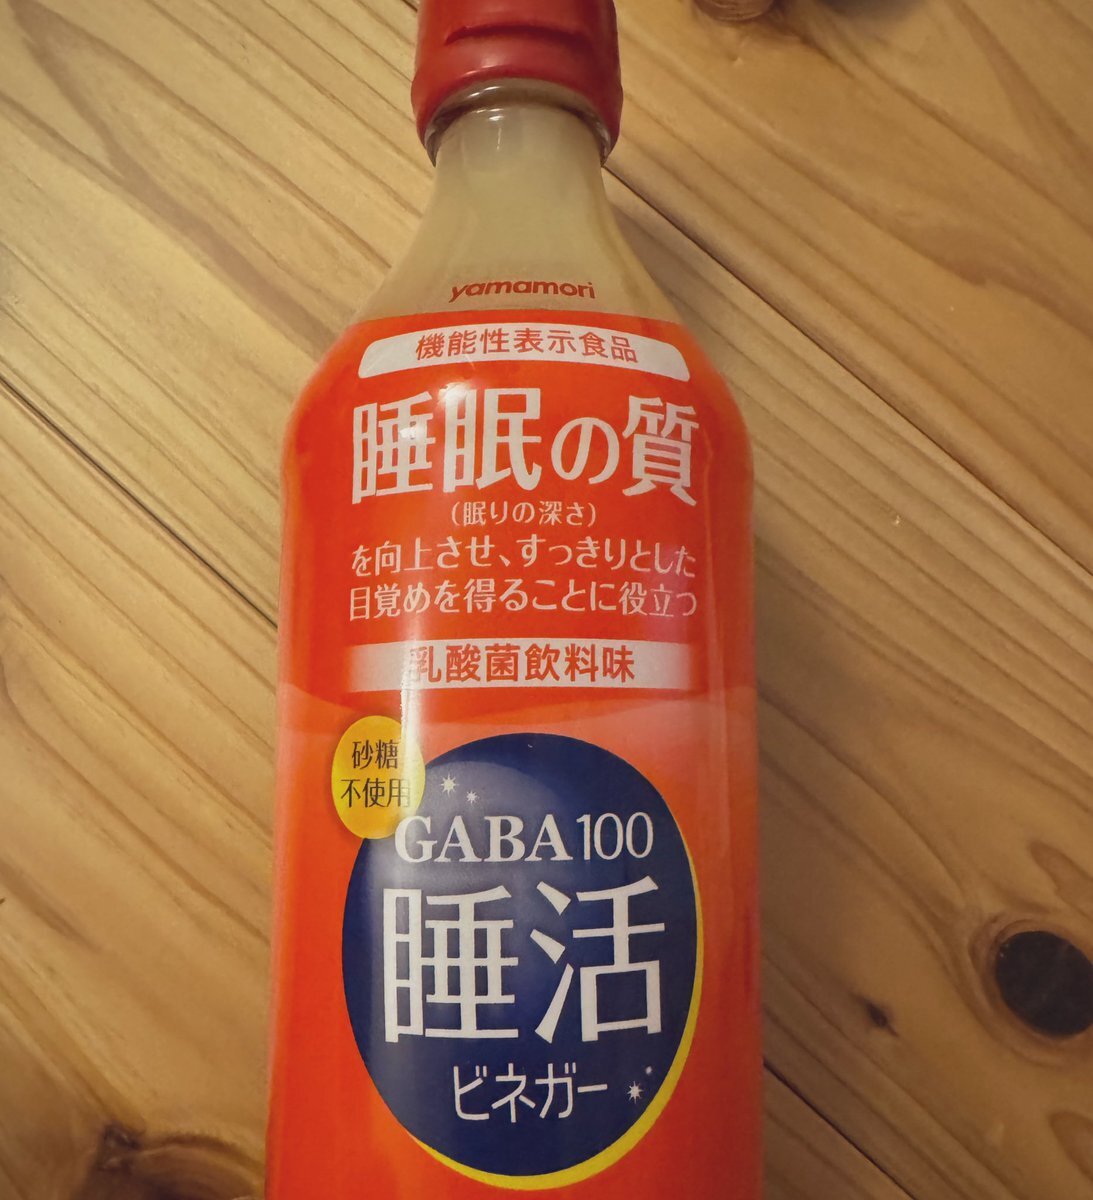 yamamori
機能性表示食品
睡眠の質
（眠りの深さ）
を向上させ、すっきりとした
目覚めを得ることに役立つ
乳酸菌飲料味
砂糖
不使用
GABA100
睡活
ビネガー